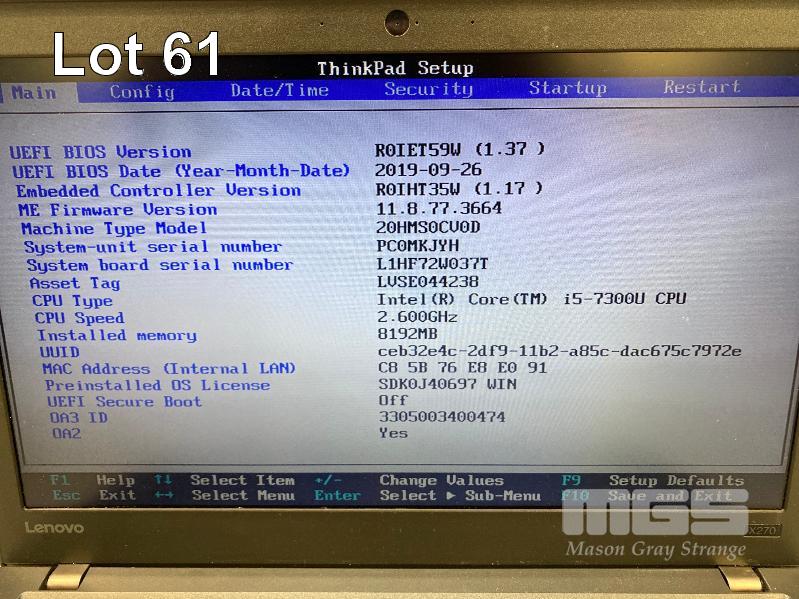 Lot 61
ThinkPad Setup
Main Config Date/Time Security Startup Restart
UEFI BIOS Version R0IET59W (1.37 )
UEFI BIOS Date (Year-Month-Date) 2019-09-26
Embedded Controller Version R0IHT35W (1.17 )
ME Firmware Version 11.8.77.3664
Machine Type Model 20HMS0CV0D
System-unit serial number PC0MKJYH
System board serial number L1HF72W037T
Asset Tag LVSE044238
CPU Type Intel(R) Core(TM) i5-7300U CPU
CPU Speed 2.600GHz
Installed memory 8192MB
UUID ceb32e4c-2df9-11b2-a85c-dac675c7972e
MAC Address (Internal LAN) C8 5B 76 E8 E0 91
Preinstalled OS License SDK0J40697 WIN
UEFI Secure Boot Off
OA3 ID 3305003400474
OA2 Yes
F1 Help ↑↓ Select Item +/- Change Values F9 Setup Defaults
Esc Exit ←→ Select Menu Enter Select ▶ Sub-Menu F10 Save and Exit
Lenovo
MGS
X270
Mason Gray Strange